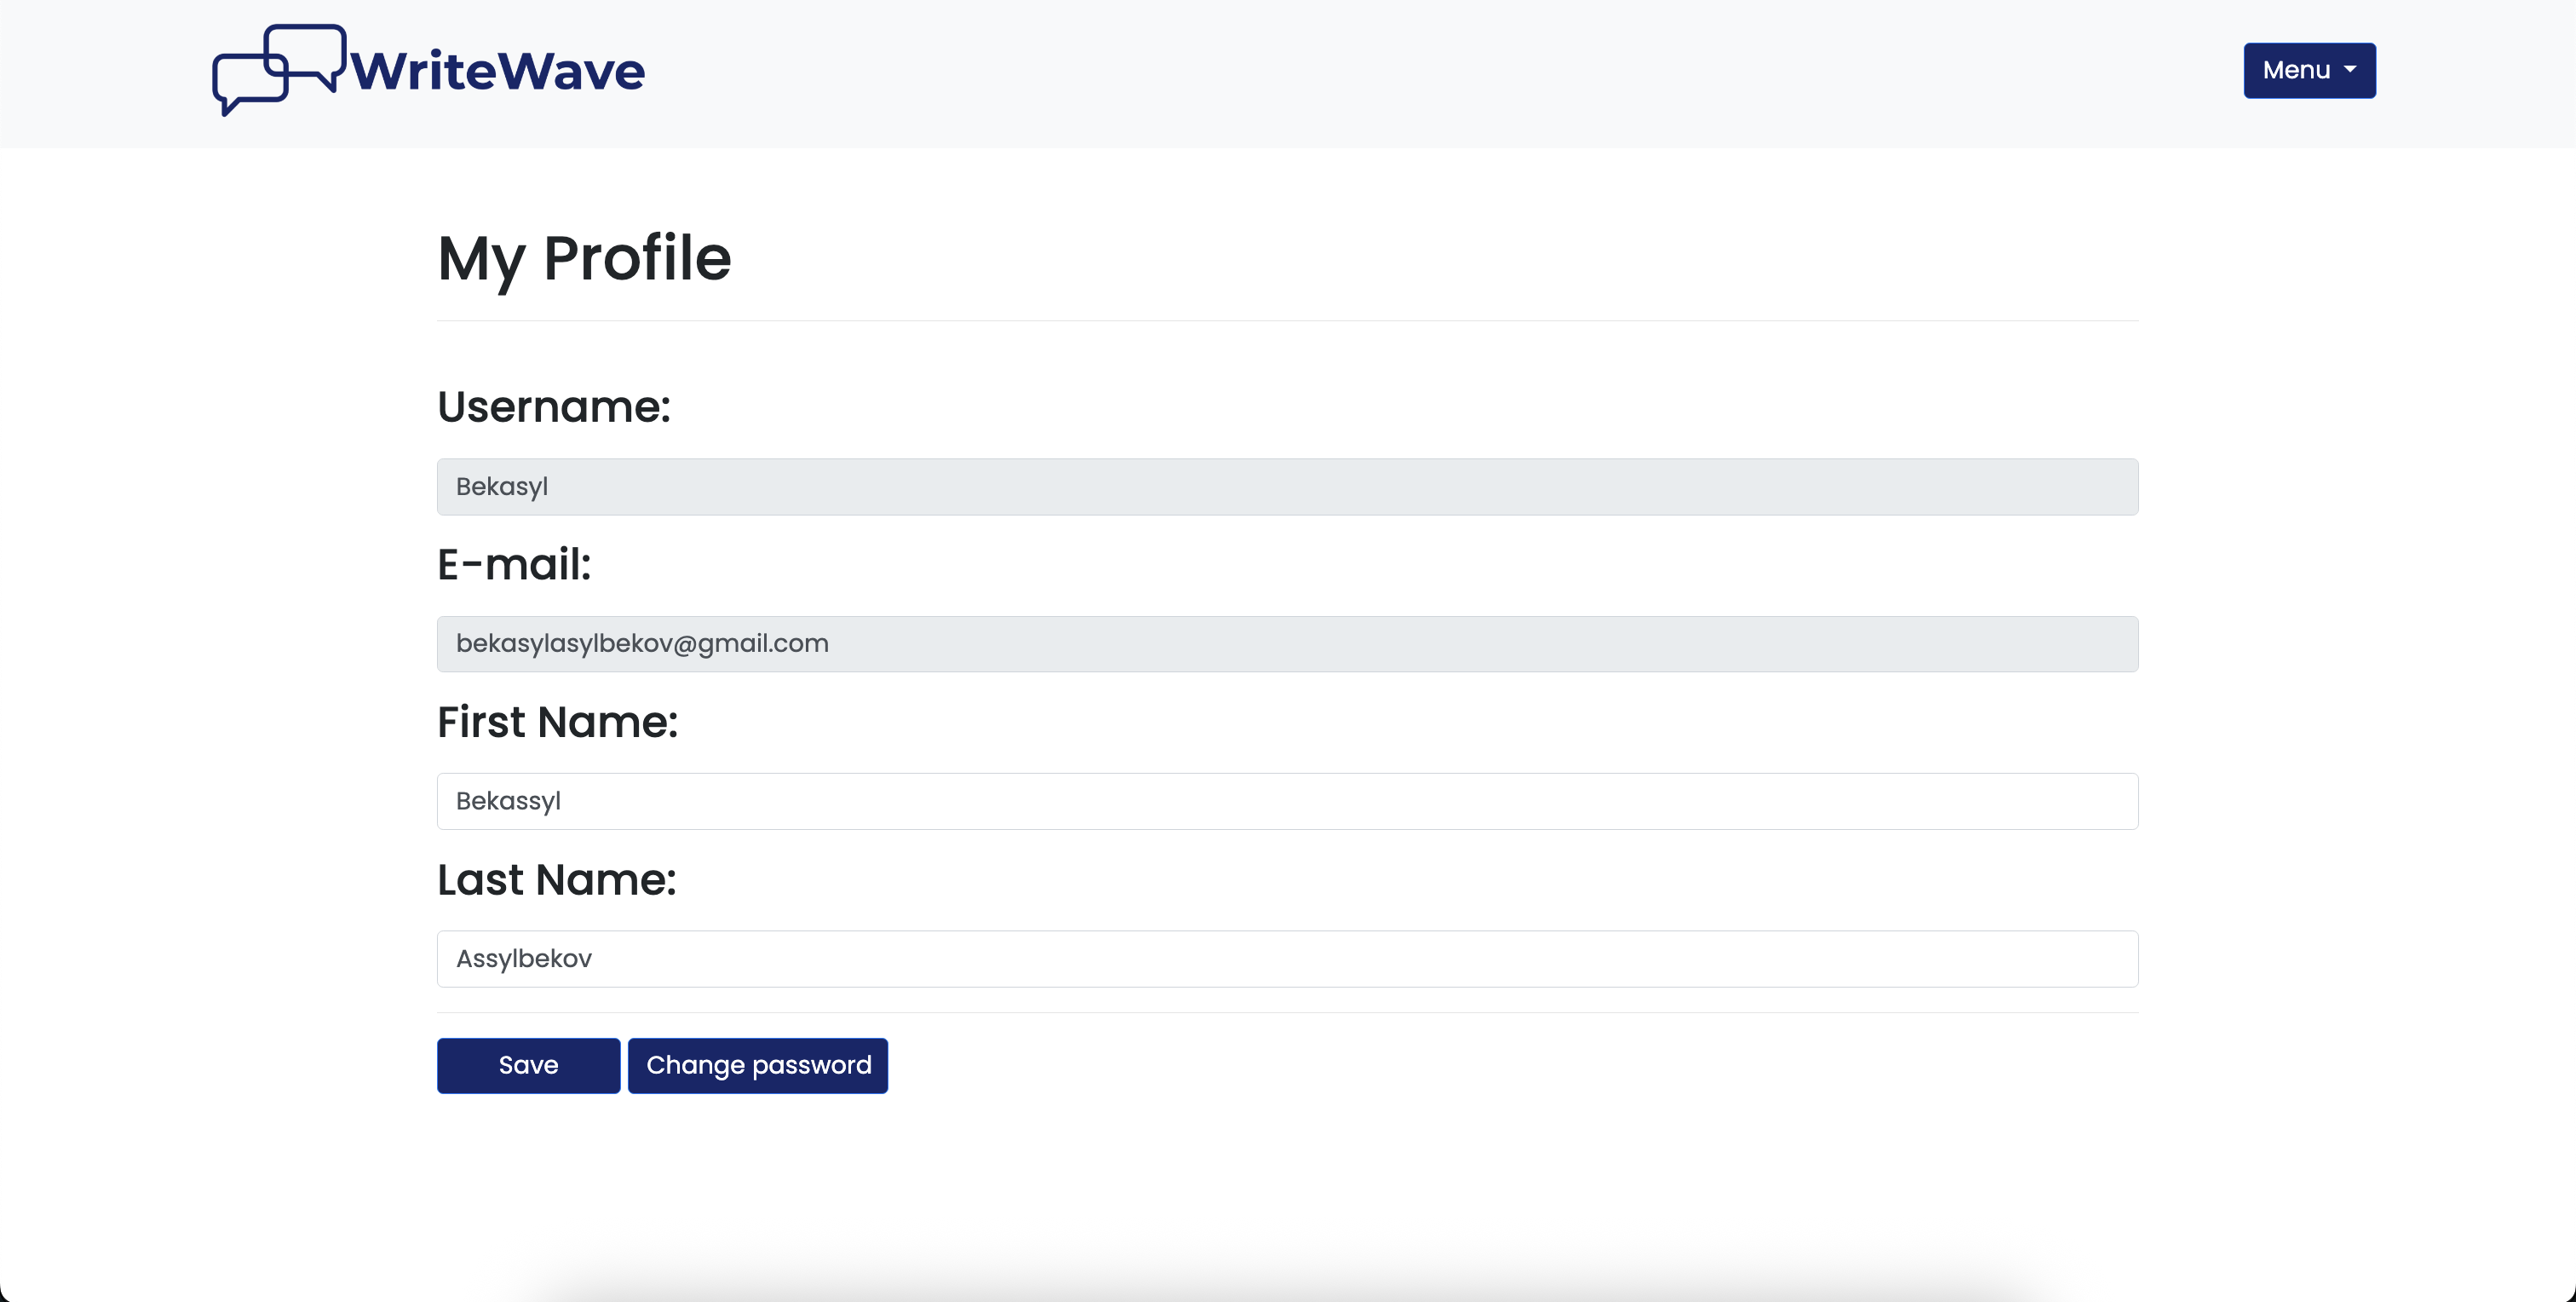 WriteWave
Menu
My Profile
Username:
Bekasyl
E-mail:
bekasylasylbekov@gmail.com
First Name:
Bekassyl
Last Name:
Assylbekov
Save
Change password